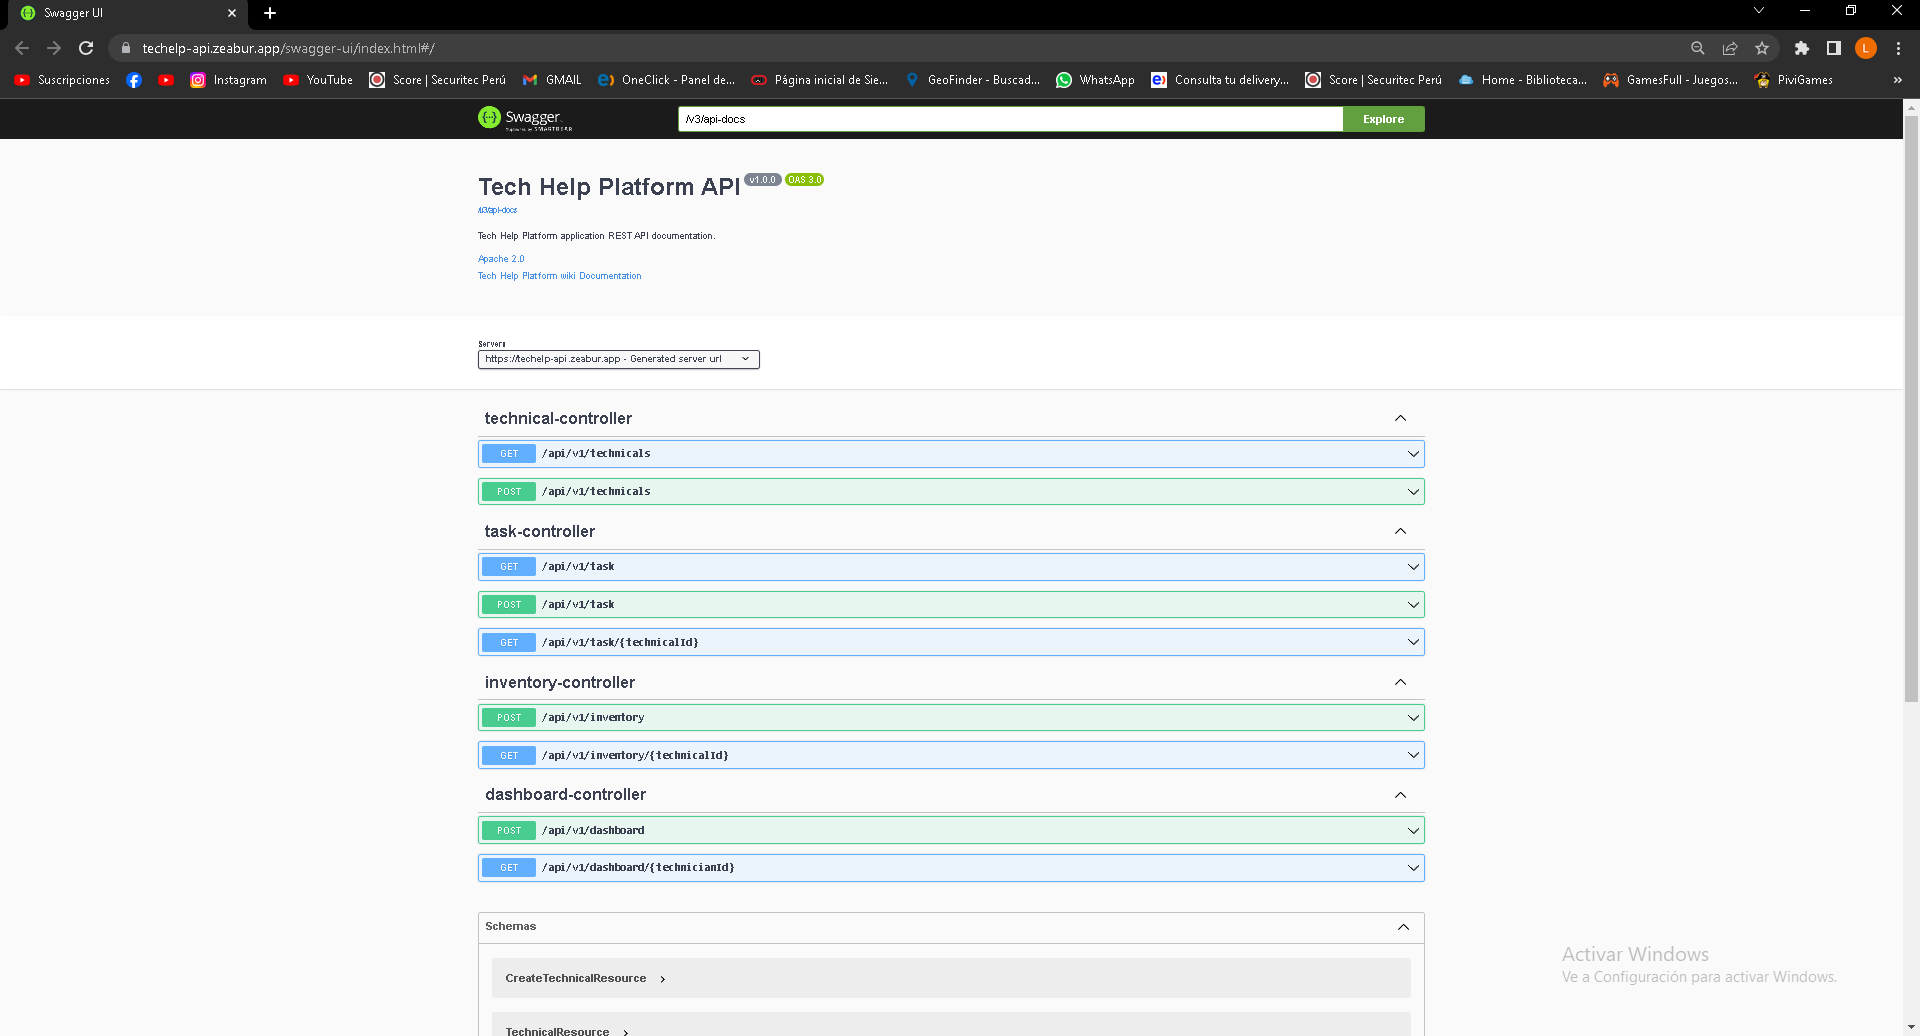 Swagger UI
techelp-api.zeabur.app/swagger-ui/index.html#/
L
Suscripciones
Instagram
YouTube
Score | Securitec Perú
GMAIL
OneClick - Panel de...
Página inicial de Sie...
GeoFinder - Buscad...
WhatsApp
Consulta tu delivery...
Score | Securitec Perú
Home - Biblioteca...
GamesFull - Juegos...
PiviGames
Swagger
Supported by SMARTBEAR
/v3/api-docs
Explore
Tech Help Platform API
v1.0.0
OAS 3.0
/v3/api-docs
Tech Help Platform application REST API documentation.
Apache 2.0
Tech Help Platform wiki Documentation
Servers
https://techelp-api.zeabur.app - Generated server url
technical-controller
GET /api/v1/technicals
POST /api/v1/technicals
task-controller
GET /api/v1/task
POST /api/v1/task
GET /api/v1/task/{technicalId}
inventory-controller
POST /api/v1/inventory
GET /api/v1/inventory/{technicalId}
dashboard-controller
POST /api/v1/dashboard
GET /api/v1/dashboard/{technicianId}
Schemas
CreateTechnicalResource
TechnicalResource
Activar Windows
Ve a Configuración para activar Windows.